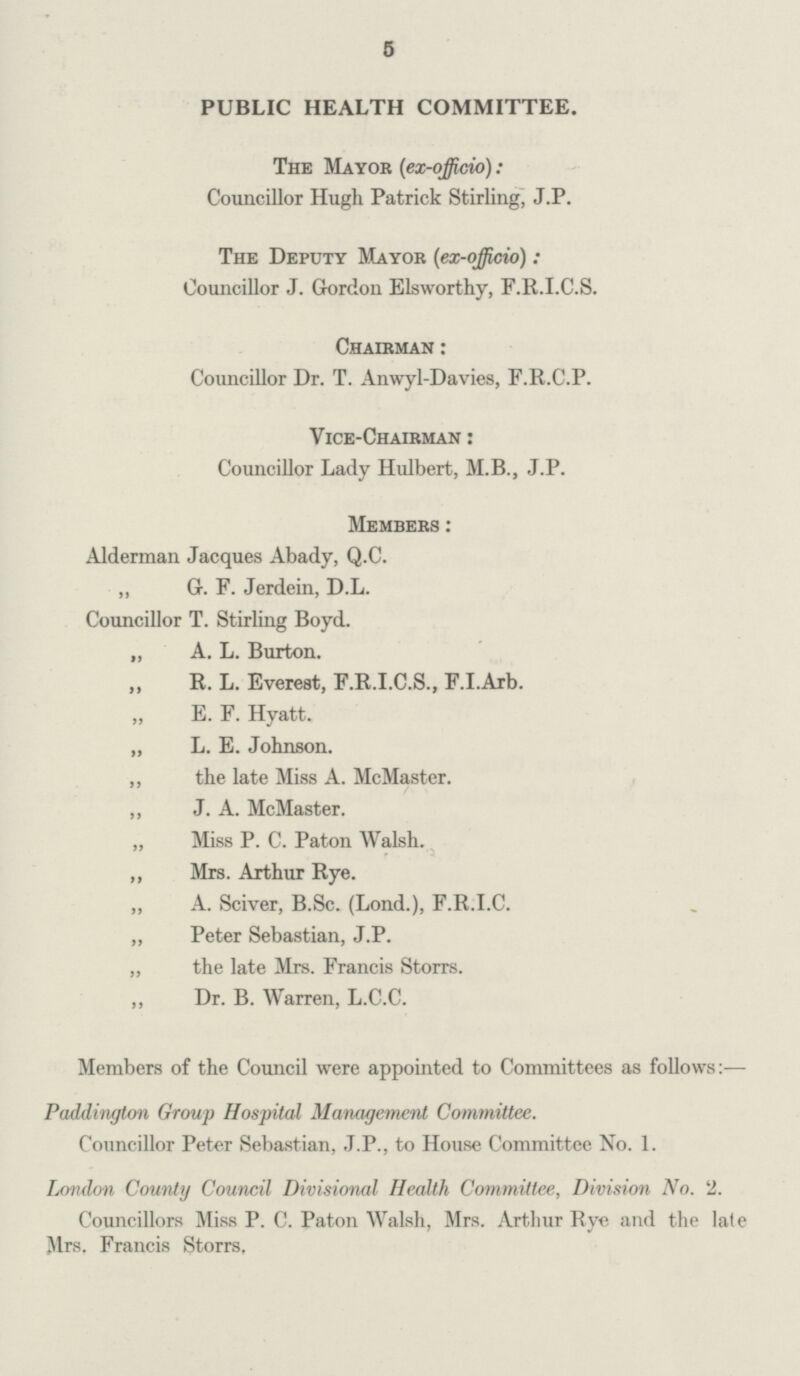 5
PUBLIC HEALTH COMMITTEE.
THE MAYOR (ex-officio):
Councillor Hugh Patrick Stirling, J.P.
THE DEPUTY MAYOR (ex-officio) :
Councillor J. Gordon Elsworthy, F.R.I.C.S.
CHAIRMAN :
Councillor Dr. T. Anwyl-Davies, F.R.C.P.
VICE-CHAIRMAN :
Councillor Lady Hulbert, M.B., J.P.
MEMBERS :
Alderman Jacques Abady, Q.C.
„ G. F. Jerdein, D.L.
Councillor T. Stirling Boyd.
„ A. L. Burton.
„ R. L. Everest, F.R.I.C.S., F.I.Arb.
„ E. F. Hyatt.
„ L. E. Johnson.
„ the late Miss A. McMaster.
„ J. A. McMaster.
„ Miss P. C. Paton Walsh.
„ Mrs. Arthur Rye.
„ A. Sciver, B.Sc. (Lond.), F.R.I.C.
„ Peter Sebastian, J.P.
„ the late Mrs. Francis Storrs.
„ Dr. B. Warren, L.C.C.
Members of the Council were appointed to Committees as follows:—
Paddington Group Hospital Management Committee.
Councillor Peter Sebastian, J.P., to House Committee No. 1.
London County Council Divisional Health Committee, Division No. 2.
Councillors Miss P. C. Paton Walsh, Mrs. Arthur Rye and the late
Mrs. Francis Storrs.